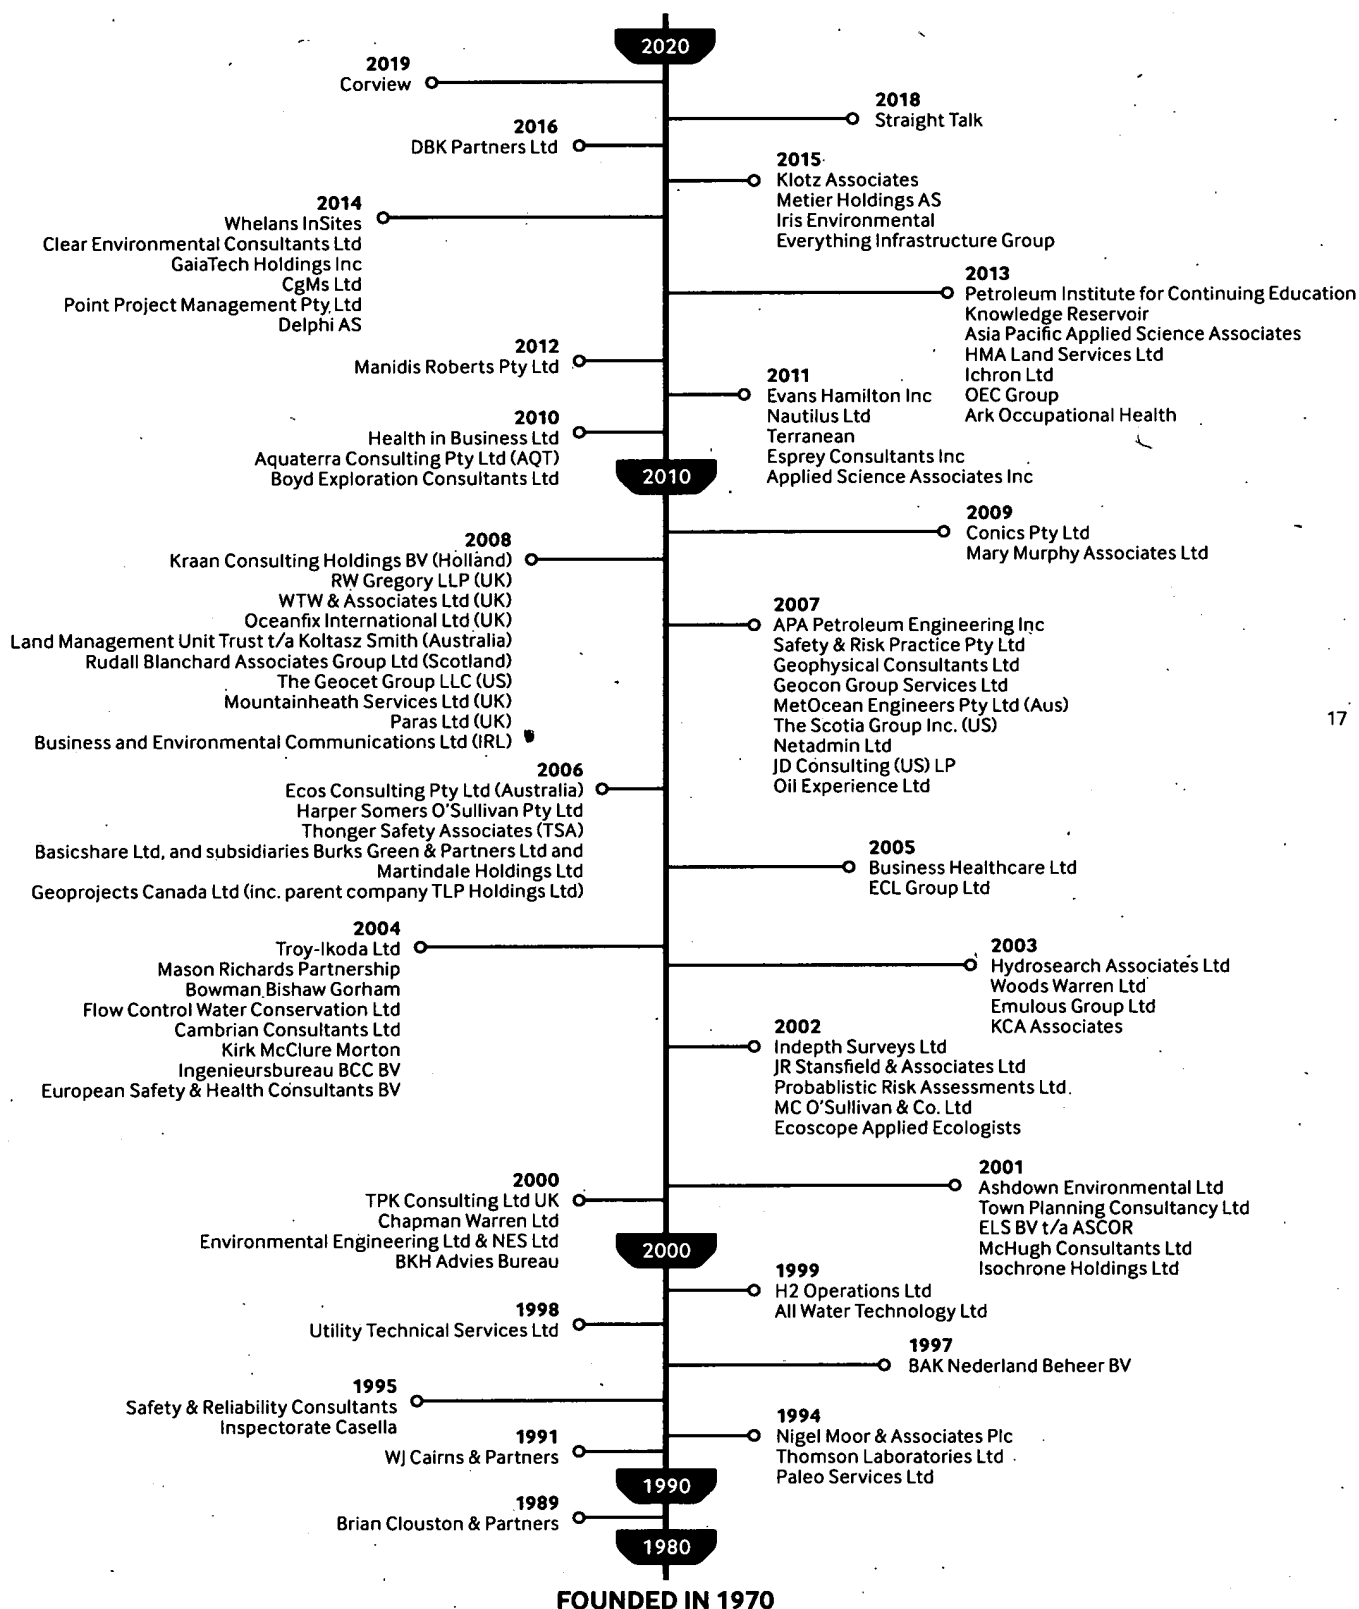 2020
2019
Corview
2018
Straight Talk
2016
DBK Partners Ltd
2015
Klotz Associates
Metier Holdings AS
Iris Environmental
Everything Infrastructure Group
2014
Whelans InSites
Clear Environmental Consultants Ltd
GaiaTech Holdings Inc
CgMs Ltd
Point Project Management Pty Ltd
Delphi AS
2013
Petroleum Institute for Continuing Education
Knowledge Reservoir
Asia Pacific Applied Science Associates
HMA Land Services Ltd
Ichron Ltd
OEC Group
Ark Occupational Health
2012
Manidis Roberts Pty Ltd
2011
Evans Hamilton Inc
Nautilus Ltd
Terranean
Esprey Consultants Inc
Applied Science Associates Inc
2010
Health in Business Ltd
Aquaterra Consulting Pty Ltd (AQT)
Boyd Exploration Consultants Ltd
2010
2009
Conics Pty Ltd
Mary Murphy Associates Ltd
2008
Kraan Consulting Holdings BV (Holland)
RW Gregory LLP (UK)
WTW & Associates Ltd (UK)
Oceanfix International Ltd (UK)
Land Management Unit Trust t/a Koltasz Smith (Australia)
Rudall Blanchard Associates Group Ltd (Scotland)
The Geocet Group LLC (US)
Mountainheath Services Ltd (UK)
Paras Ltd (UK)
Business and Environmental Communications Ltd (IRL)
2007
APA Petroleum Engineering Inc
Safety & Risk Practice Pty Ltd
Geophysical Consultants Ltd
Geocon Group Services Ltd
MetOcean Engineers Pty Ltd (Aus)
The Scotia Group Inc. (US)
Netadmin Ltd
JD Consulting (US) LP
Oil Experience Ltd
17
2006
Ecos Consulting Pty Ltd (Australia)
Harper Somers O'Sullivan Pty Ltd
Thonger Safety Associates (TSA)
Basicshare Ltd, and subsidiaries Burks Green & Partners Ltd and
Martindale Holdings Ltd
Geoprojects Canada Ltd (inc. parent company TLP Holdings Ltd)
2005
Business Healthcare Ltd
ECL Group Ltd
2004
Troy-Ikoda Ltd
Mason Richards Partnership
Bowman Bishaw Gorham
Flow Control Water Conservation Ltd
Cambrian Consultants Ltd
Kirk McClure Morton
Ingenieursbureau BCC BV
European Safety & Health Consultants BV
2003
Hydrosearch Associates Ltd
Woods Warren Ltd
Emulous Group Ltd
KCA Associates
2002
Indepth Surveys Ltd
JR Stansfield & Associates Ltd
Probablistic Risk Assessments Ltd
MC O'Sullivan & Co. Ltd
Ecoscope Applied Ecologists
2001
Ashdown Environmental Ltd
Town Planning Consultancy Ltd
ELS BV t/a ASCOR
McHugh Consultants Ltd
Isochrone Holdings Ltd
2000
TPK Consulting Ltd UK
Chapman Warren Ltd
Environmental Engineering Ltd & NES Ltd
BKH Advies Bureau
2000
1999
H2 Operations Ltd
All Water Technology Ltd
1998
Utility Technical Services Ltd
1997
BAK Nederland Beheer BV
1995
Safety & Reliability Consultants
Inspectorate Casella
1994
Nigel Moor & Associates Plc
Thomson Laboratories Ltd
Paleo Services Ltd
1991
WJ Cairns & Partners
1990
1989
Brian Clouston & Partners
1980
FOUNDED IN 1970